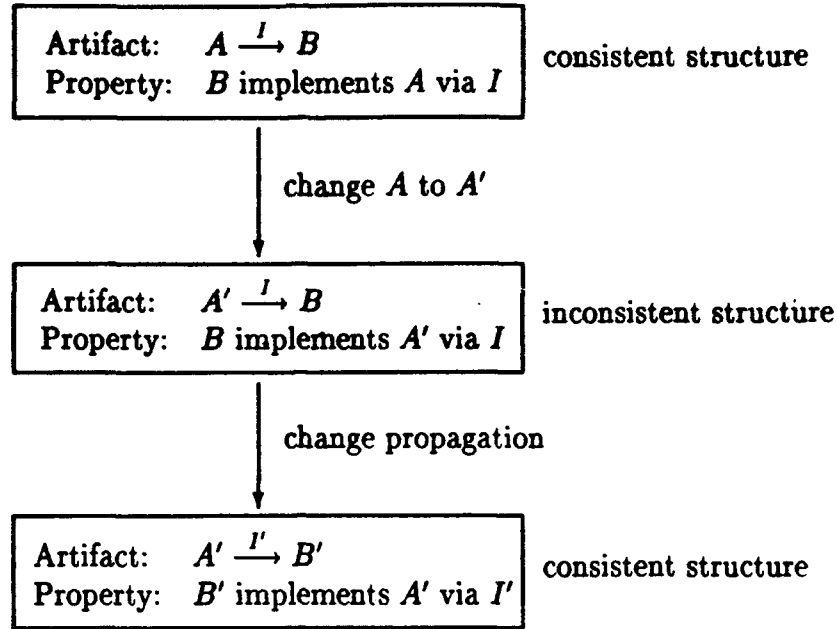 Artifact: A —I→ B consistent structure
Property: B implements A via I
change A to A′
Artifact: A′ —I→ B inconsistent structure
Property: B implements A′ via I
change propagation
Artifact: A′ —I′→ B′ consistent structure
Property: B′ implements A′ via I′